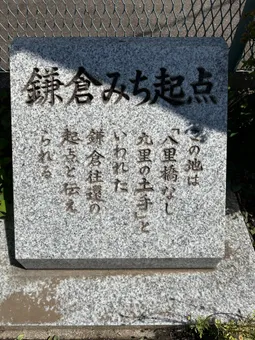 鎌倉みち起点
この地は
「八里橋なし
九里の土手」と
いわれた
鎌倉往還の
起点と伝え
られる